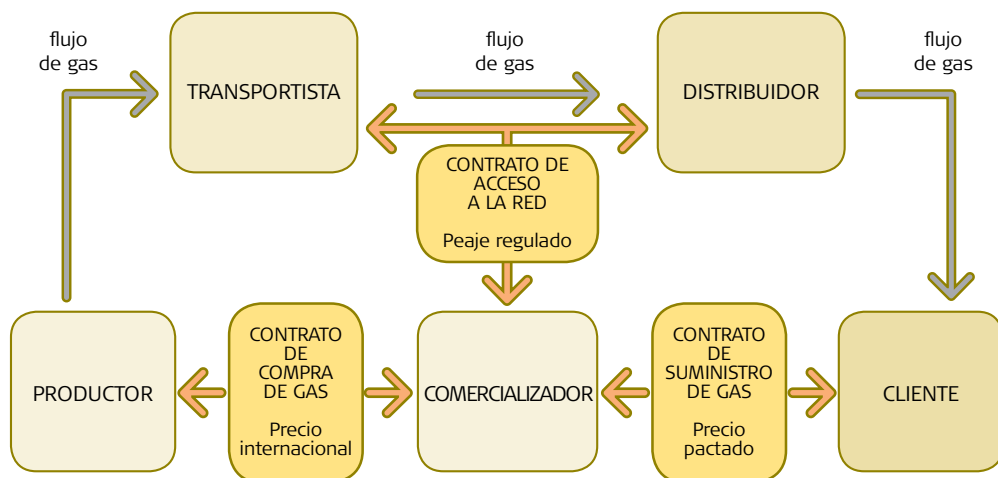 flujo
de gas
flujo
de gas
flujo
de gas
TRANSPORTISTA
DISTRIBUIDOR
CONTRATO DE
ACCESO
A LA RED
Peaje regulado
PRODUCTOR
CONTRATO
DE
COMPRA
DE GAS
Precio
internacional
COMERCIALIZADOR
CONTRATO
DE
SUMINISTRO
DE GAS
Precio
pactado
CLIENTE